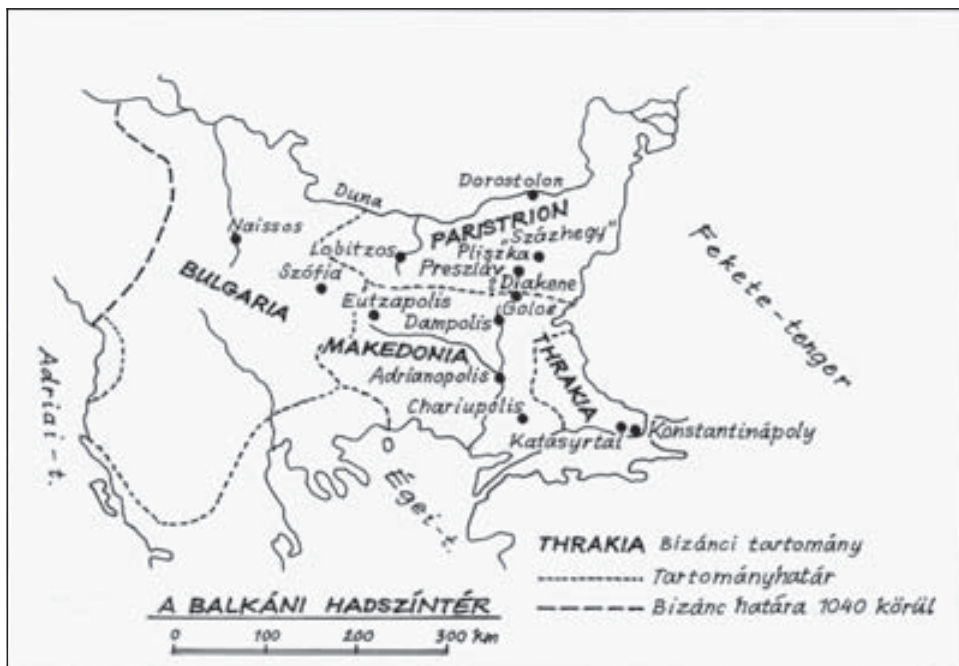 Dorostolon
Duna
PARISTRION
Naissos
„Százhegy”
Lobitzos
Pliszka
Preszláv
Szófia
Diakene
BULGARIA
Eutzapolis
Goloe
Dampolis
Fekete-tenger
MAKEDONIA
THRAKIA
Adrianopolis
Adriai-t.
Chariupolis
Katasyrtai
Konstantinápoly
Égei-t.
THRAKIA Bizánci tartomány
Tartományhatár
Bizánc határa 1040 körül
A BALKÁNI HADSZÍNTÉR
0 100 200 300 km